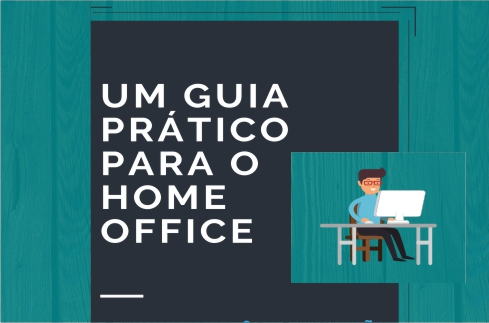 UM GUIA
PRÁTICO
PARA O
HOME
OFFICE